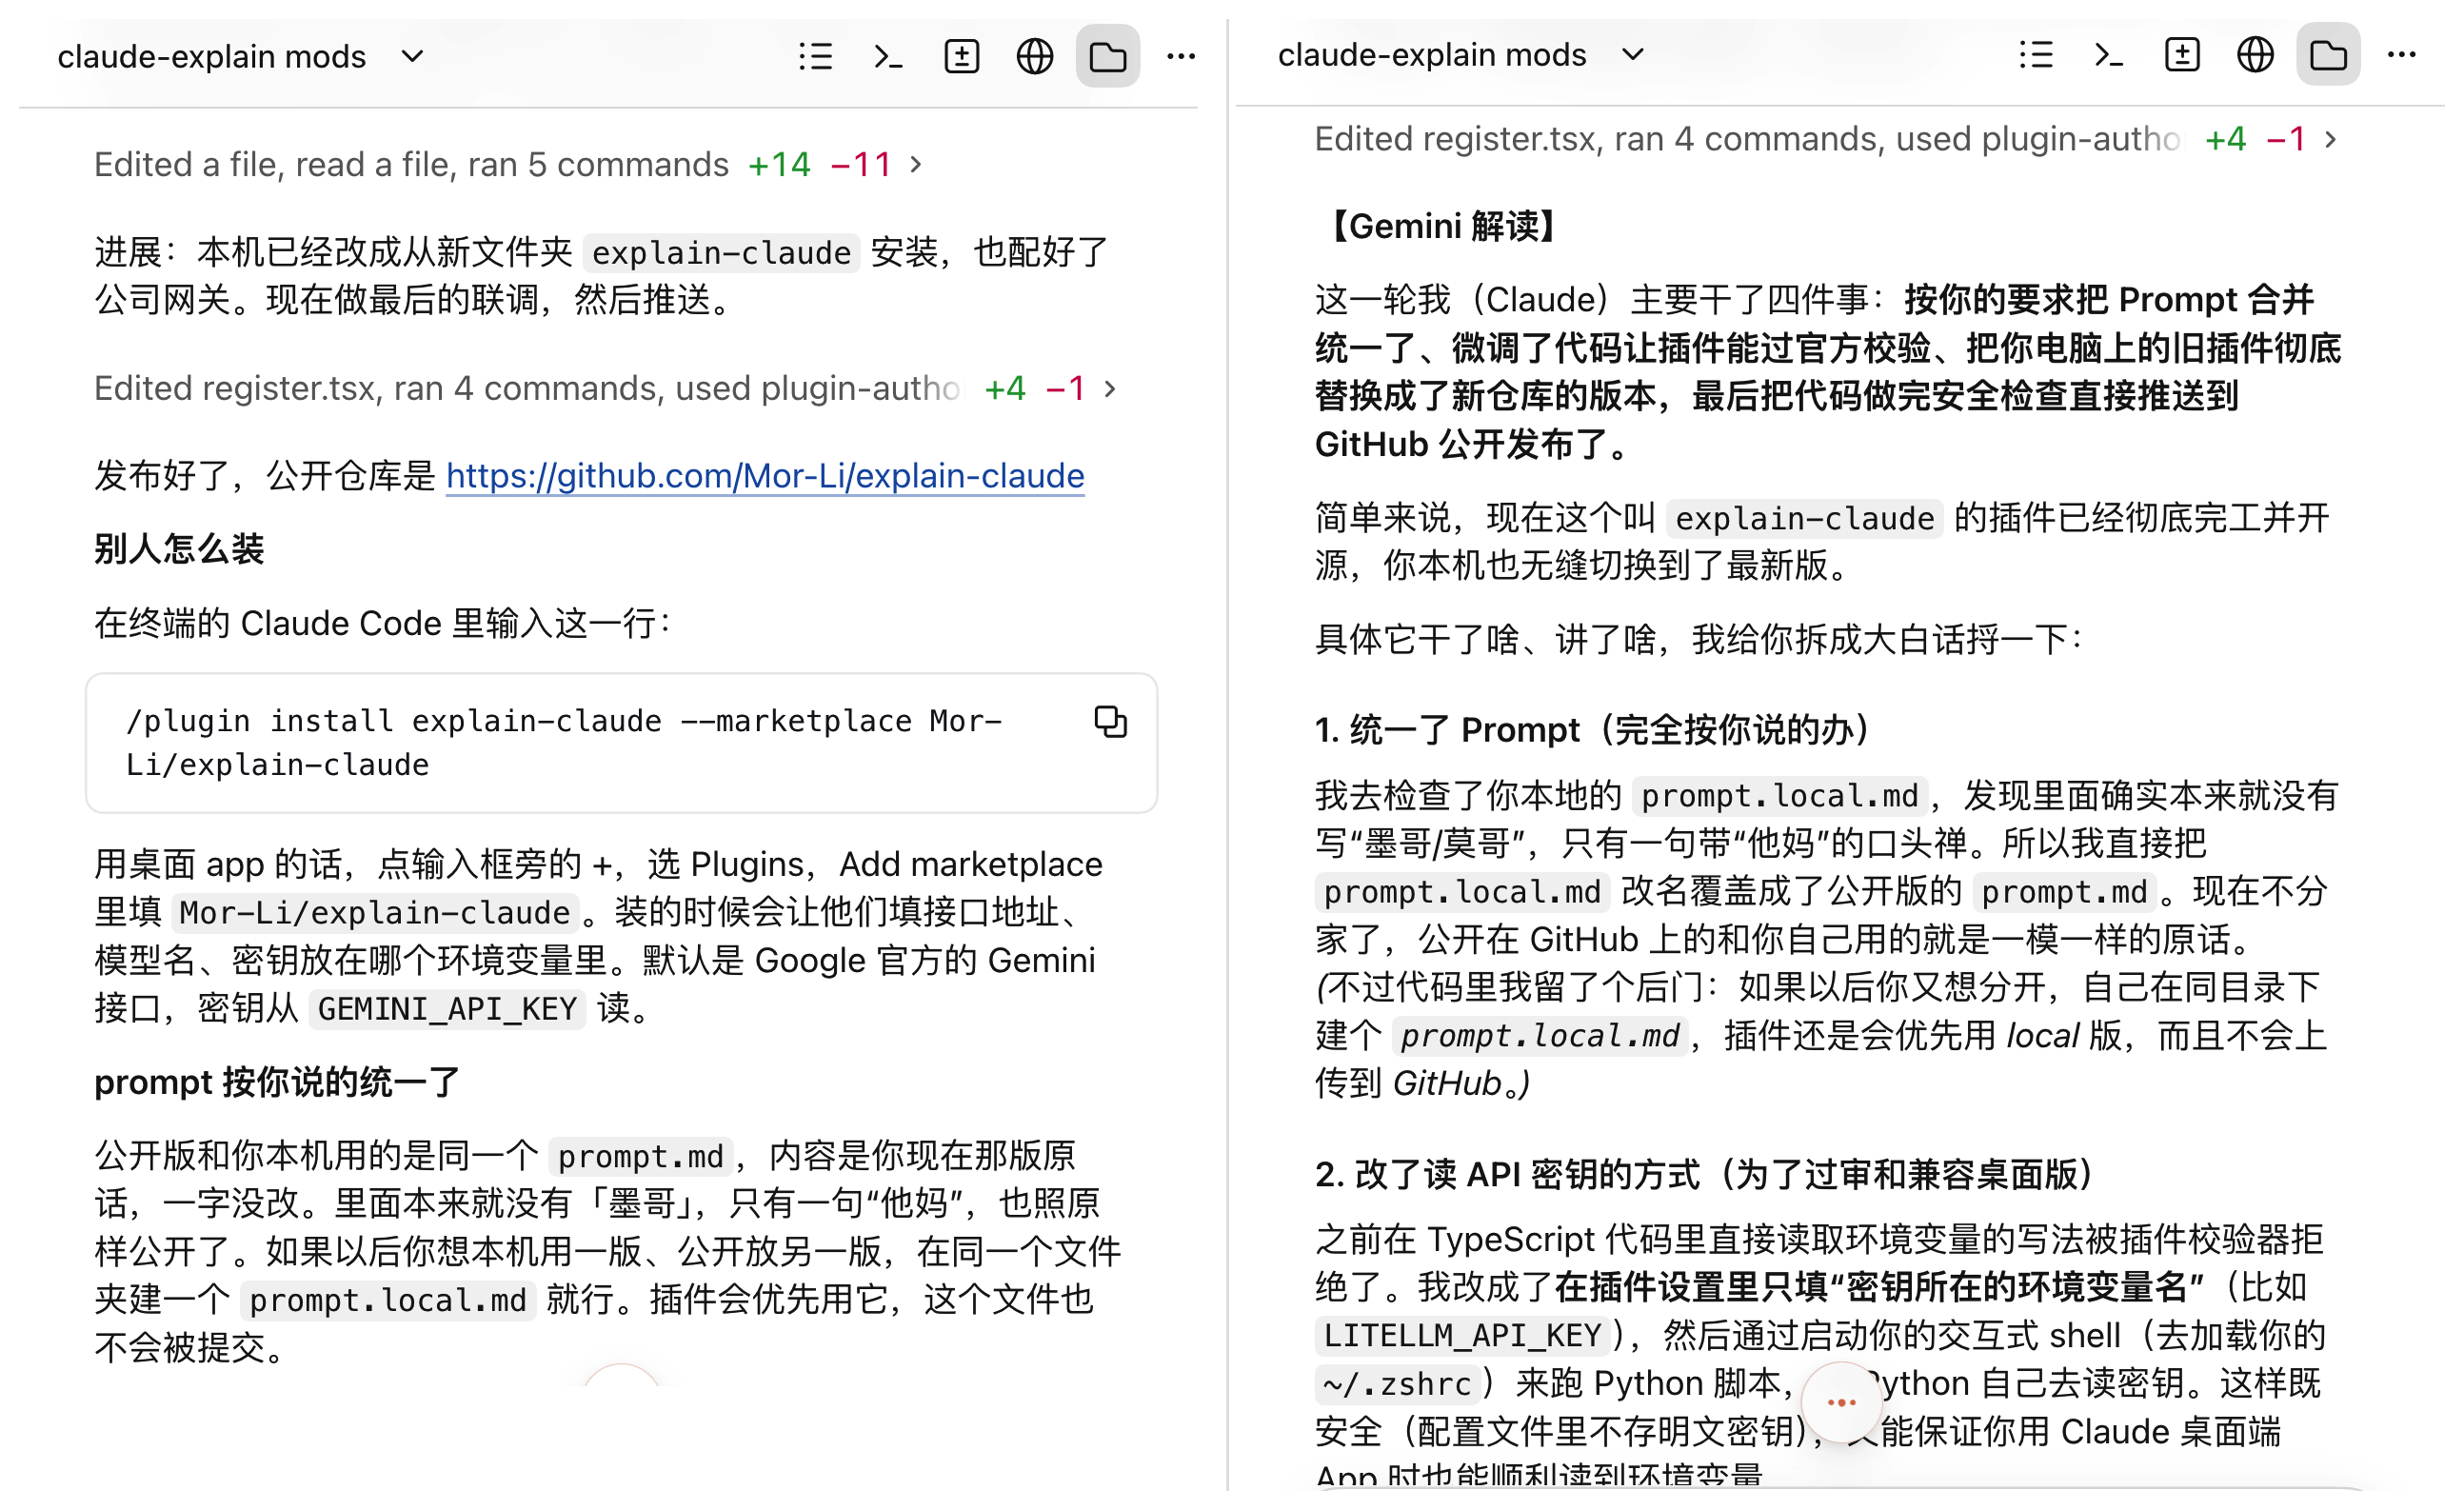 claude-explain mods
Edited a file, read a file, ran 5 commands +14 −11
进展：本机已经改成从新文件夹 explain-claude 安装，也配好了
公司网关。现在做最后的联调，然后推送。
Edited register.tsx, ran 4 commands, used plugin-autho +4 −1
发布好了，公开仓库是 https://github.com/Mor-Li/explain-claude
别人怎么装
在终端的 Claude Code 里输入这一行：
/plugin install explain-claude --marketplace Mor-
Li/explain-claude
用桌面 app 的话，点输入框旁的 +，选 Plugins，Add marketplace
里填 Mor-Li/explain-claude。装的时候会让他们填接口地址、
模型名、密钥放在哪个环境变量里。默认是 Google 官方的 Gemini
接口，密钥从 GEMINI_API_KEY 读。
prompt 按你说的统一了
公开版和你本机用的是同一个 prompt.md，内容是你现在那版原
话，一字没改。里面本来就没有「墨哥」，只有一句“他妈”，也照原
样公开了。如果以后你想本机用一版、公开放另一版，在同一个文件
夹建一个 prompt.local.md 就行。插件会优先用它，这个文件也
不会被提交。
claude-explain mods
Edited register.tsx, ran 4 commands, used plugin-autho +4 −1
【Gemini 解读】
这一轮我（Claude）主要干了四件事：按你的要求把 Prompt 合并
统一了、微调了代码让插件能过官方校验、把你电脑上的旧插件彻底
替换成了新仓库的版本，最后把代码做完安全检查直接推送到
GitHub 公开发布了。
简单来说，现在这个叫 explain-claude 的插件已经彻底完工并开
源，你本机也无缝切换到了最新版。
具体它干了啥、讲了啥，我给你拆成大白话捋一下：
1. 统一了 Prompt（完全按你说的办）
我去检查了你本地的 prompt.local.md，发现里面确实本来就没有
写“墨哥/莫哥”，只有一句带“他妈”的口头禅。所以我直接把
prompt.local.md 改名覆盖成了公开版的 prompt.md。现在不分
家了，公开在 GitHub 上的和你自己用的就是一模一样的原话。
(不过代码里我留了个后门：如果以后你又想分开，自己在同目录下
建个 prompt.local.md，插件还是会优先用 local 版，而且不会上
传到 GitHub。)
2. 改了读 API 密钥的方式（为了过审和兼容桌面版）
之前在 TypeScript 代码里直接读取环境变量的写法被插件校验器拒
绝了。我改成了在插件设置里只填“密钥所在的环境变量名”（比如
LITELLM_API_KEY），然后通过启动你的交互式 shell（去加载你的
~/.zshrc）来跑 Python 脚本，ython 自己去读密钥。这样既
安全（配置文件里不存明文密钥），能保证你用 Claude 桌面端
App 时也能顺利读到环境变量